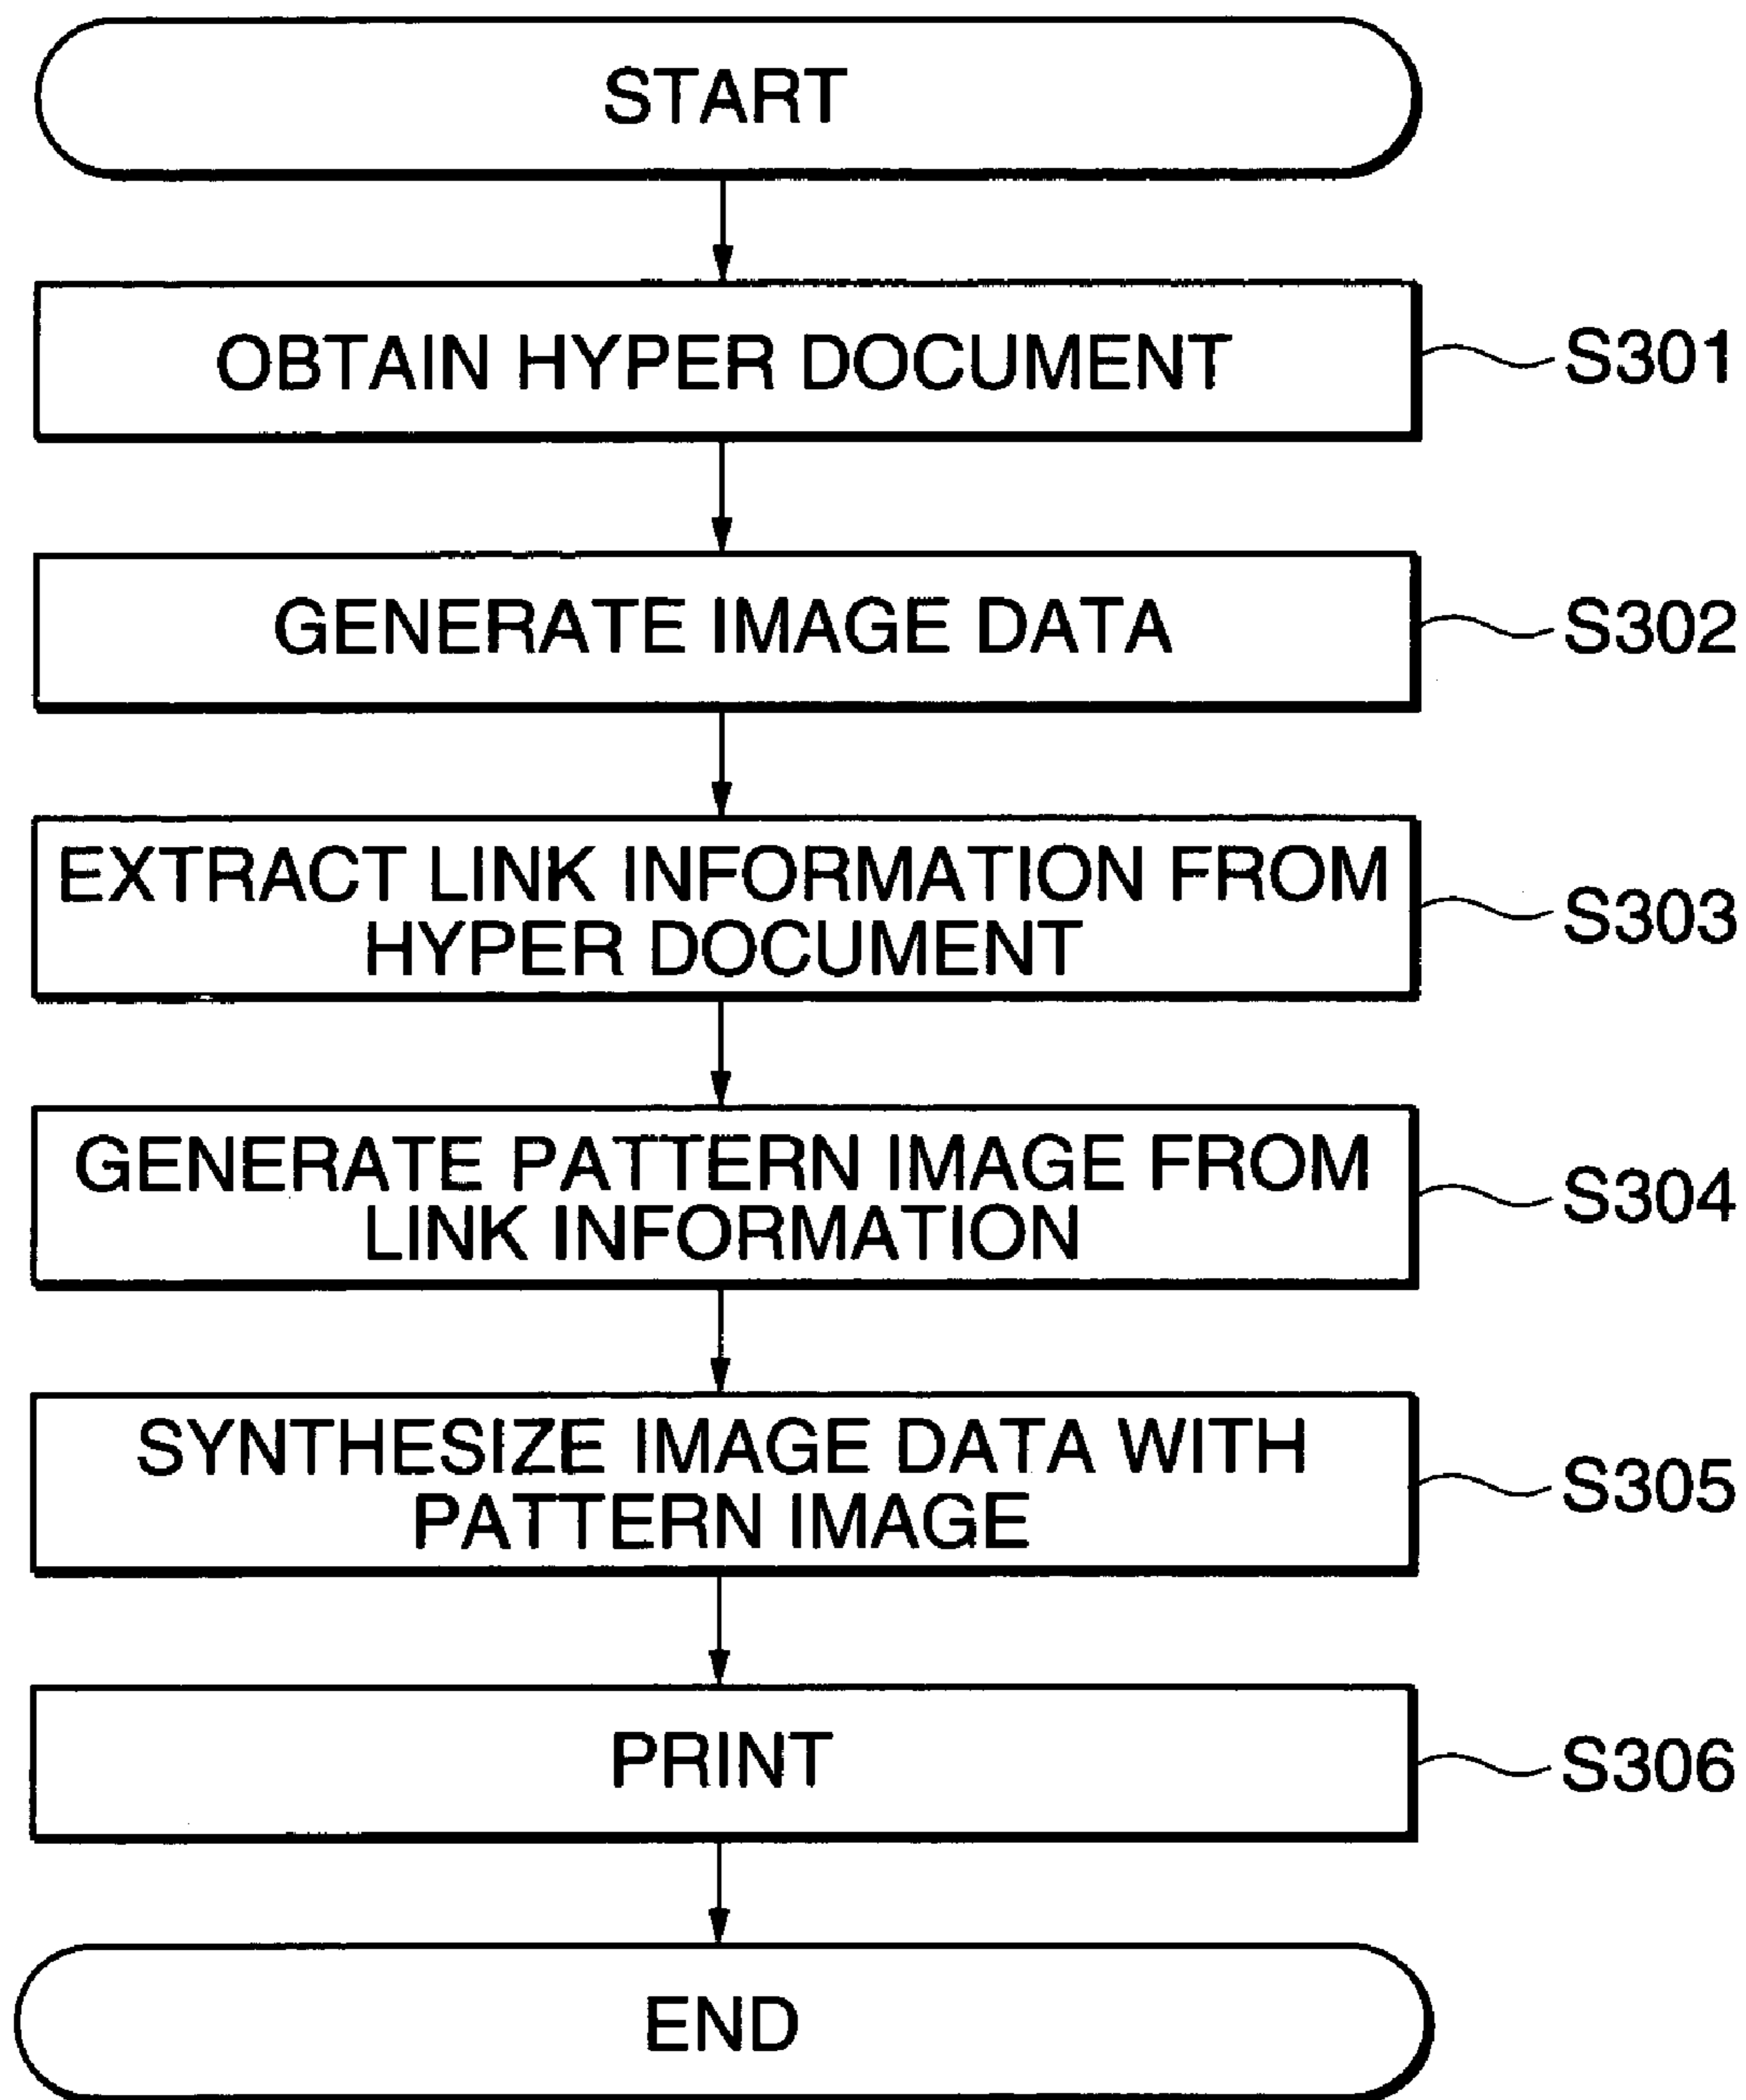 START
OBTAIN HYPER DOCUMENT
S301
GENERATE IMAGE DATA
S302
EXTRACT LINK INFORMATION FROM
HYPER DOCUMENT
S303
GENERATE PATTERN IMAGE FROM
LINK INFORMATION
S304
SYNTHESIZE IMAGE DATA WITH
PATTERN IMAGE
S305
PRINT
S306
END